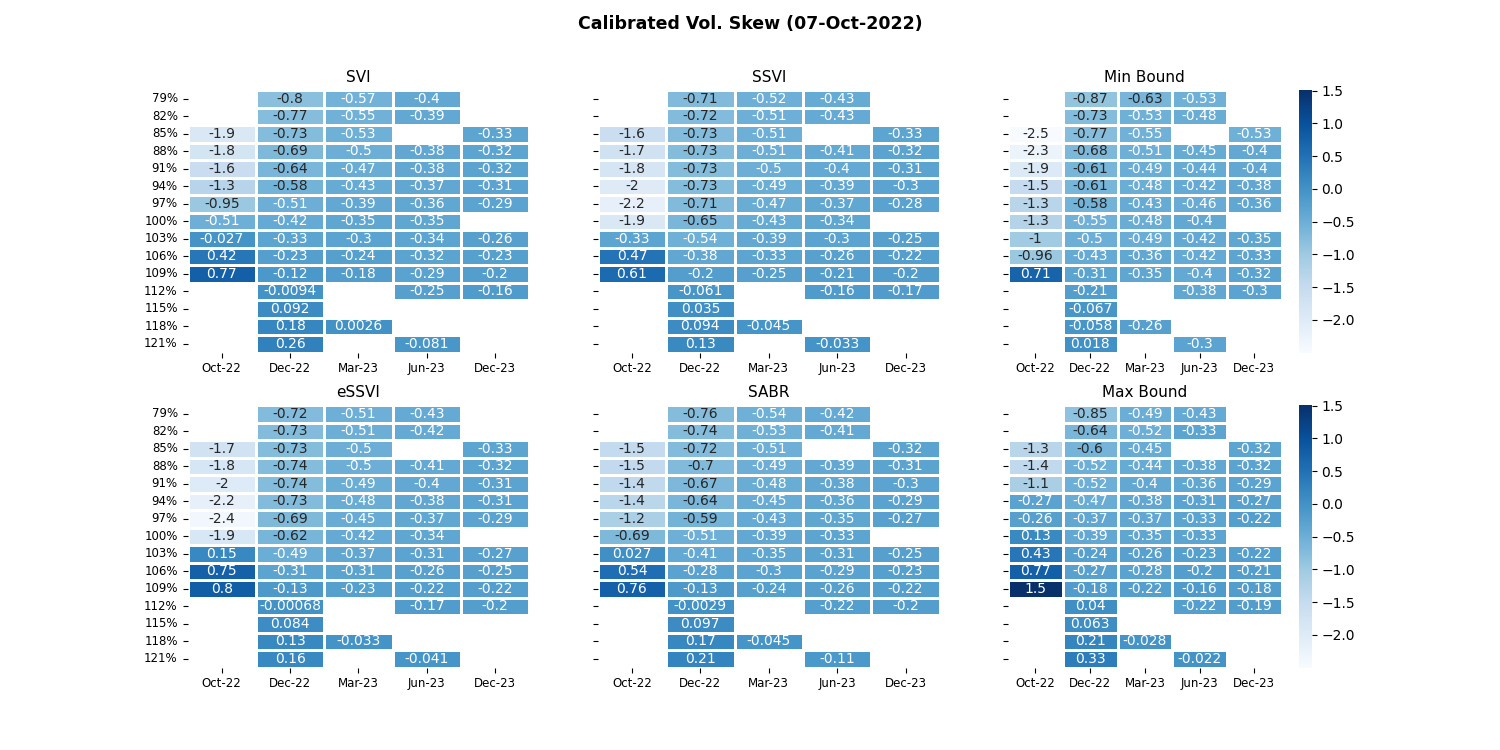 Calibrated Vol. Skew (07-Oct-2022)
SVI SSVI Min Bound
79% -0.8 -0.57 -0.4 -0.71 -0.52 -0.43 -0.87 -0.63 -0.53 1.5
82% -0.77 -0.55 -0.39 -0.72 -0.51 -0.43 -0.73 -0.53 -0.48
1.0
85% -1.9 -0.73 -0.53 -0.33 -1.6 -0.73 -0.51 -0.33 -2.5 -0.77 -0.55 -0.53
88% -1.8 -0.69 -0.5 -0.38 -0.32 -1.7 -0.73 -0.51 -0.41 -0.32 -2.3 -0.68 -0.51 -0.45 -0.4 0.5
91% -1.6 -0.64 -0.47 -0.38 -0.32 -1.8 -0.73 -0.5 -0.4 -0.31 -1.9 -0.61 -0.49 -0.44 -0.4
94% -1.3 -0.58 -0.43 -0.37 -0.31 -2 -0.73 -0.49 -0.39 -0.3 -1.5 -0.61 -0.48 -0.42 -0.38 0.0
97% -0.95 -0.51 -0.39 -0.36 -0.29 -2.2 -0.71 -0.47 -0.37 -0.28 -1.3 -0.58 -0.43 -0.46 -0.36
100% -0.51 -0.42 -0.35 -0.35 -1.9 -0.65 -0.43 -0.34 -1.3 -0.55 -0.48 -0.4 −0.5
103% -0.027 -0.33 -0.3 -0.34 -0.26 -0.33 -0.54 -0.39 -0.3 -0.25 -1 -0.5 -0.49 -0.42 -0.35
106% 0.42 -0.23 -0.24 -0.32 -0.23 0.47 -0.38 -0.33 -0.26 -0.22 -0.96 -0.43 -0.36 -0.42 -0.33 −1.0
109% 0.77 -0.12 -0.18 -0.29 -0.2 0.61 -0.2 -0.25 -0.21 -0.2 0.71 -0.31 -0.35 -0.4 -0.32
112% -0.0094 -0.25 -0.16 -0.061 -0.16 -0.17 -0.21 -0.38 -0.3 −1.5
115% 0.092 0.035 -0.067
118% 0.18 0.0026 0.094 -0.045 -0.058 -0.26 −2.0
121% 0.26 -0.081 0.13 -0.033 0.018 -0.3
Oct-22 Dec-22 Mar-23 Jun-23 Dec-23 Oct-22 Dec-22 Mar-23 Jun-23 Dec-23 Oct-22 Dec-22 Mar-23 Jun-23 Dec-23
eSSVI SABR Max Bound
79% -0.72 -0.51 -0.43 -0.76 -0.54 -0.42 -0.85 -0.49 -0.43 1.5
82% -0.73 -0.51 -0.42 -0.74 -0.53 -0.41 -0.64 -0.52 -0.33
1.0
85% -1.7 -0.73 -0.5 -0.33 -1.5 -0.72 -0.51 -0.32 -1.3 -0.6 -0.45 -0.32
88% -1.8 -0.74 -0.5 -0.41 -0.32 -1.5 -0.7 -0.49 -0.39 -0.31 -1.4 -0.52 -0.44 -0.38 -0.32 0.5
91% -2 -0.74 -0.49 -0.4 -0.31 -1.4 -0.67 -0.48 -0.38 -0.3 -1.1 -0.52 -0.4 -0.36 -0.29
94% -2.2 -0.73 -0.48 -0.38 -0.31 -1.4 -0.64 -0.45 -0.36 -0.29 -0.27 -0.47 -0.38 -0.31 -0.27 0.0
97% -2.4 -0.69 -0.45 -0.37 -0.29 -1.2 -0.59 -0.43 -0.35 -0.27 -0.26 -0.37 -0.37 -0.33 -0.22
100% -1.9 -0.62 -0.42 -0.34 -0.69 -0.51 -0.39 -0.33 0.13 -0.39 -0.35 -0.33 −0.5
103% 0.15 -0.49 -0.37 -0.31 -0.27 0.027 -0.41 -0.35 -0.31 -0.25 0.43 -0.24 -0.26 -0.23 -0.22
106% 0.75 -0.31 -0.31 -0.26 -0.25 0.54 -0.28 -0.3 -0.29 -0.23 0.77 -0.27 -0.28 -0.2 -0.21 −1.0
109% 0.8 -0.13 -0.23 -0.22 -0.22 0.76 -0.13 -0.24 -0.26 -0.22 1.5 -0.18 -0.22 -0.16 -0.18
112% -0.00068 -0.17 -0.2 -0.0029 -0.22 -0.2 0.04 -0.22 -0.19 −1.5
115% 0.084 0.097 0.063
118% 0.13 -0.033 0.17 -0.045 0.21 -0.028 −2.0
121% 0.16 -0.041 0.21 -0.11 0.33 -0.022
Oct-22 Dec-22 Mar-23 Jun-23 Dec-23 Oct-22 Dec-22 Mar-23 Jun-23 Dec-23 Oct-22 Dec-22 Mar-23 Jun-23 Dec-23